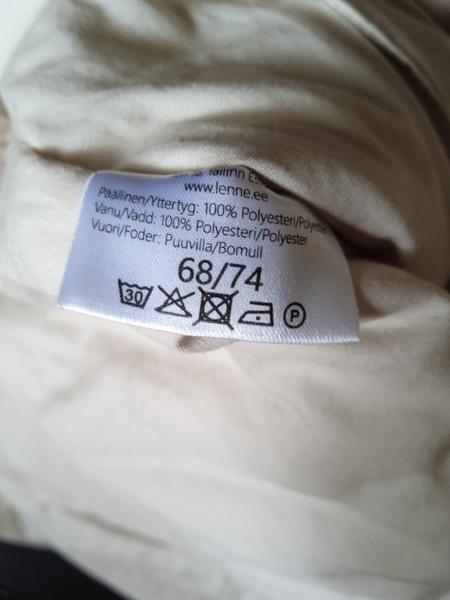 Tallinn
www.lenne.ee
Päällinen/Yttertyg: 100% Polyesteri/Polyester
Vanu/Vadd: 100% Polyesteri/Polyester
Vuori/Foder: Puuvilla/Bomull
68/74
30 P